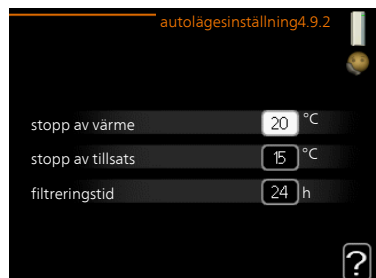 autolägesinställning4.9.2
stopp av värme 20 °C
stopp av tillsats 15 °C
filtreringstid 24 h
?